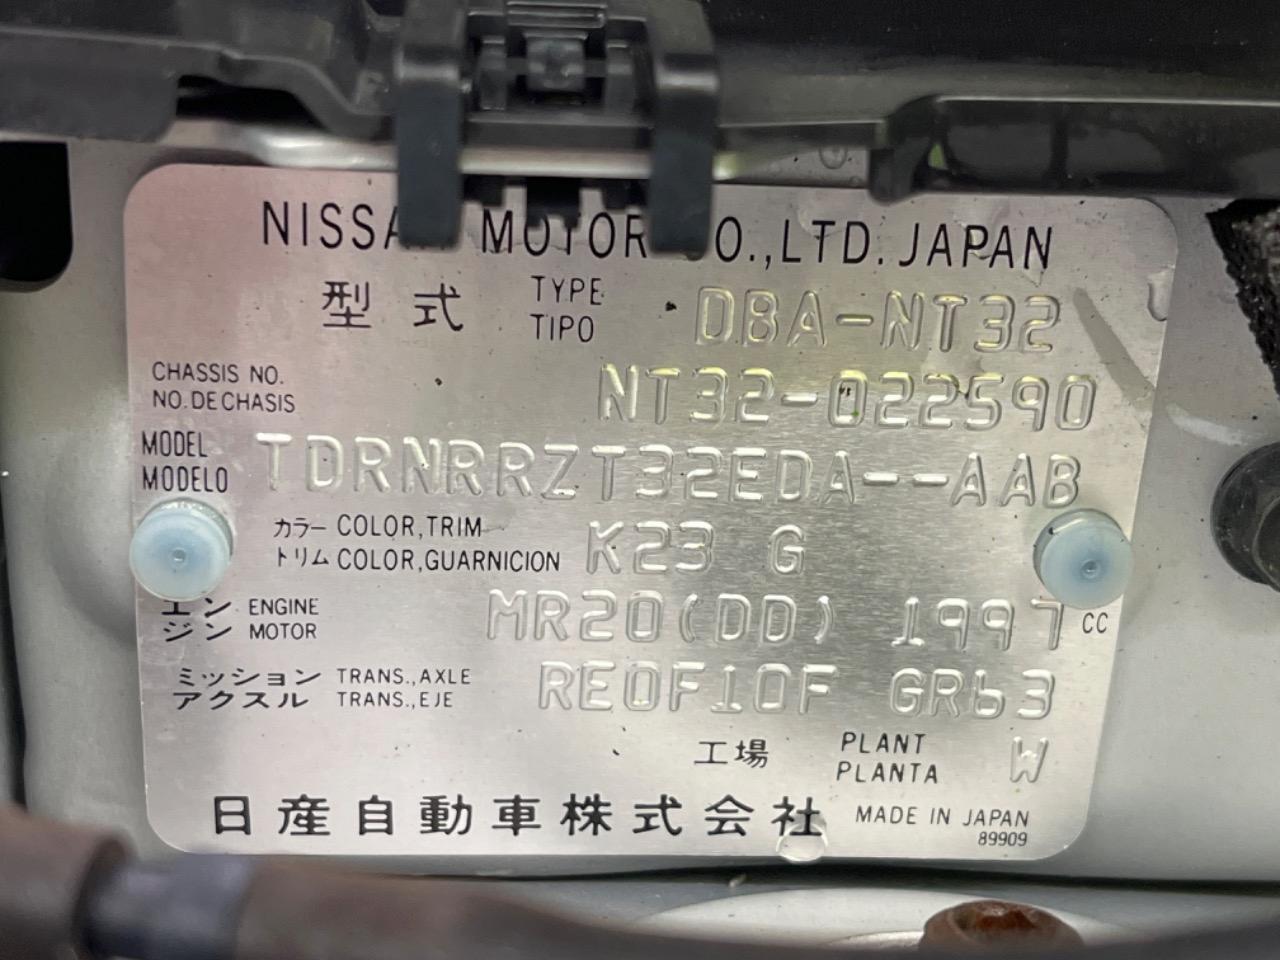 NISSAN MOTOR CO.,LTD. JAPAN
型式 TYPE TIPO DBA-NT32
CHASSIS NO. NO. DE CHASIS NT32-022590
MODEL MODELO TDRNRRZT32EDA--AAB
カラー COLOR,TRIM
トリム COLOR,GUARNICION K23 G
エンジン ENGINE MOTOR MR20(DD) 1997 CC
ミッション TRANS.,AXLE
アクスル TRANS.,EJE RE0F10F GR63
工場 PLANT PLANTA W
日産自動車株式会社 MADE IN JAPAN
89909